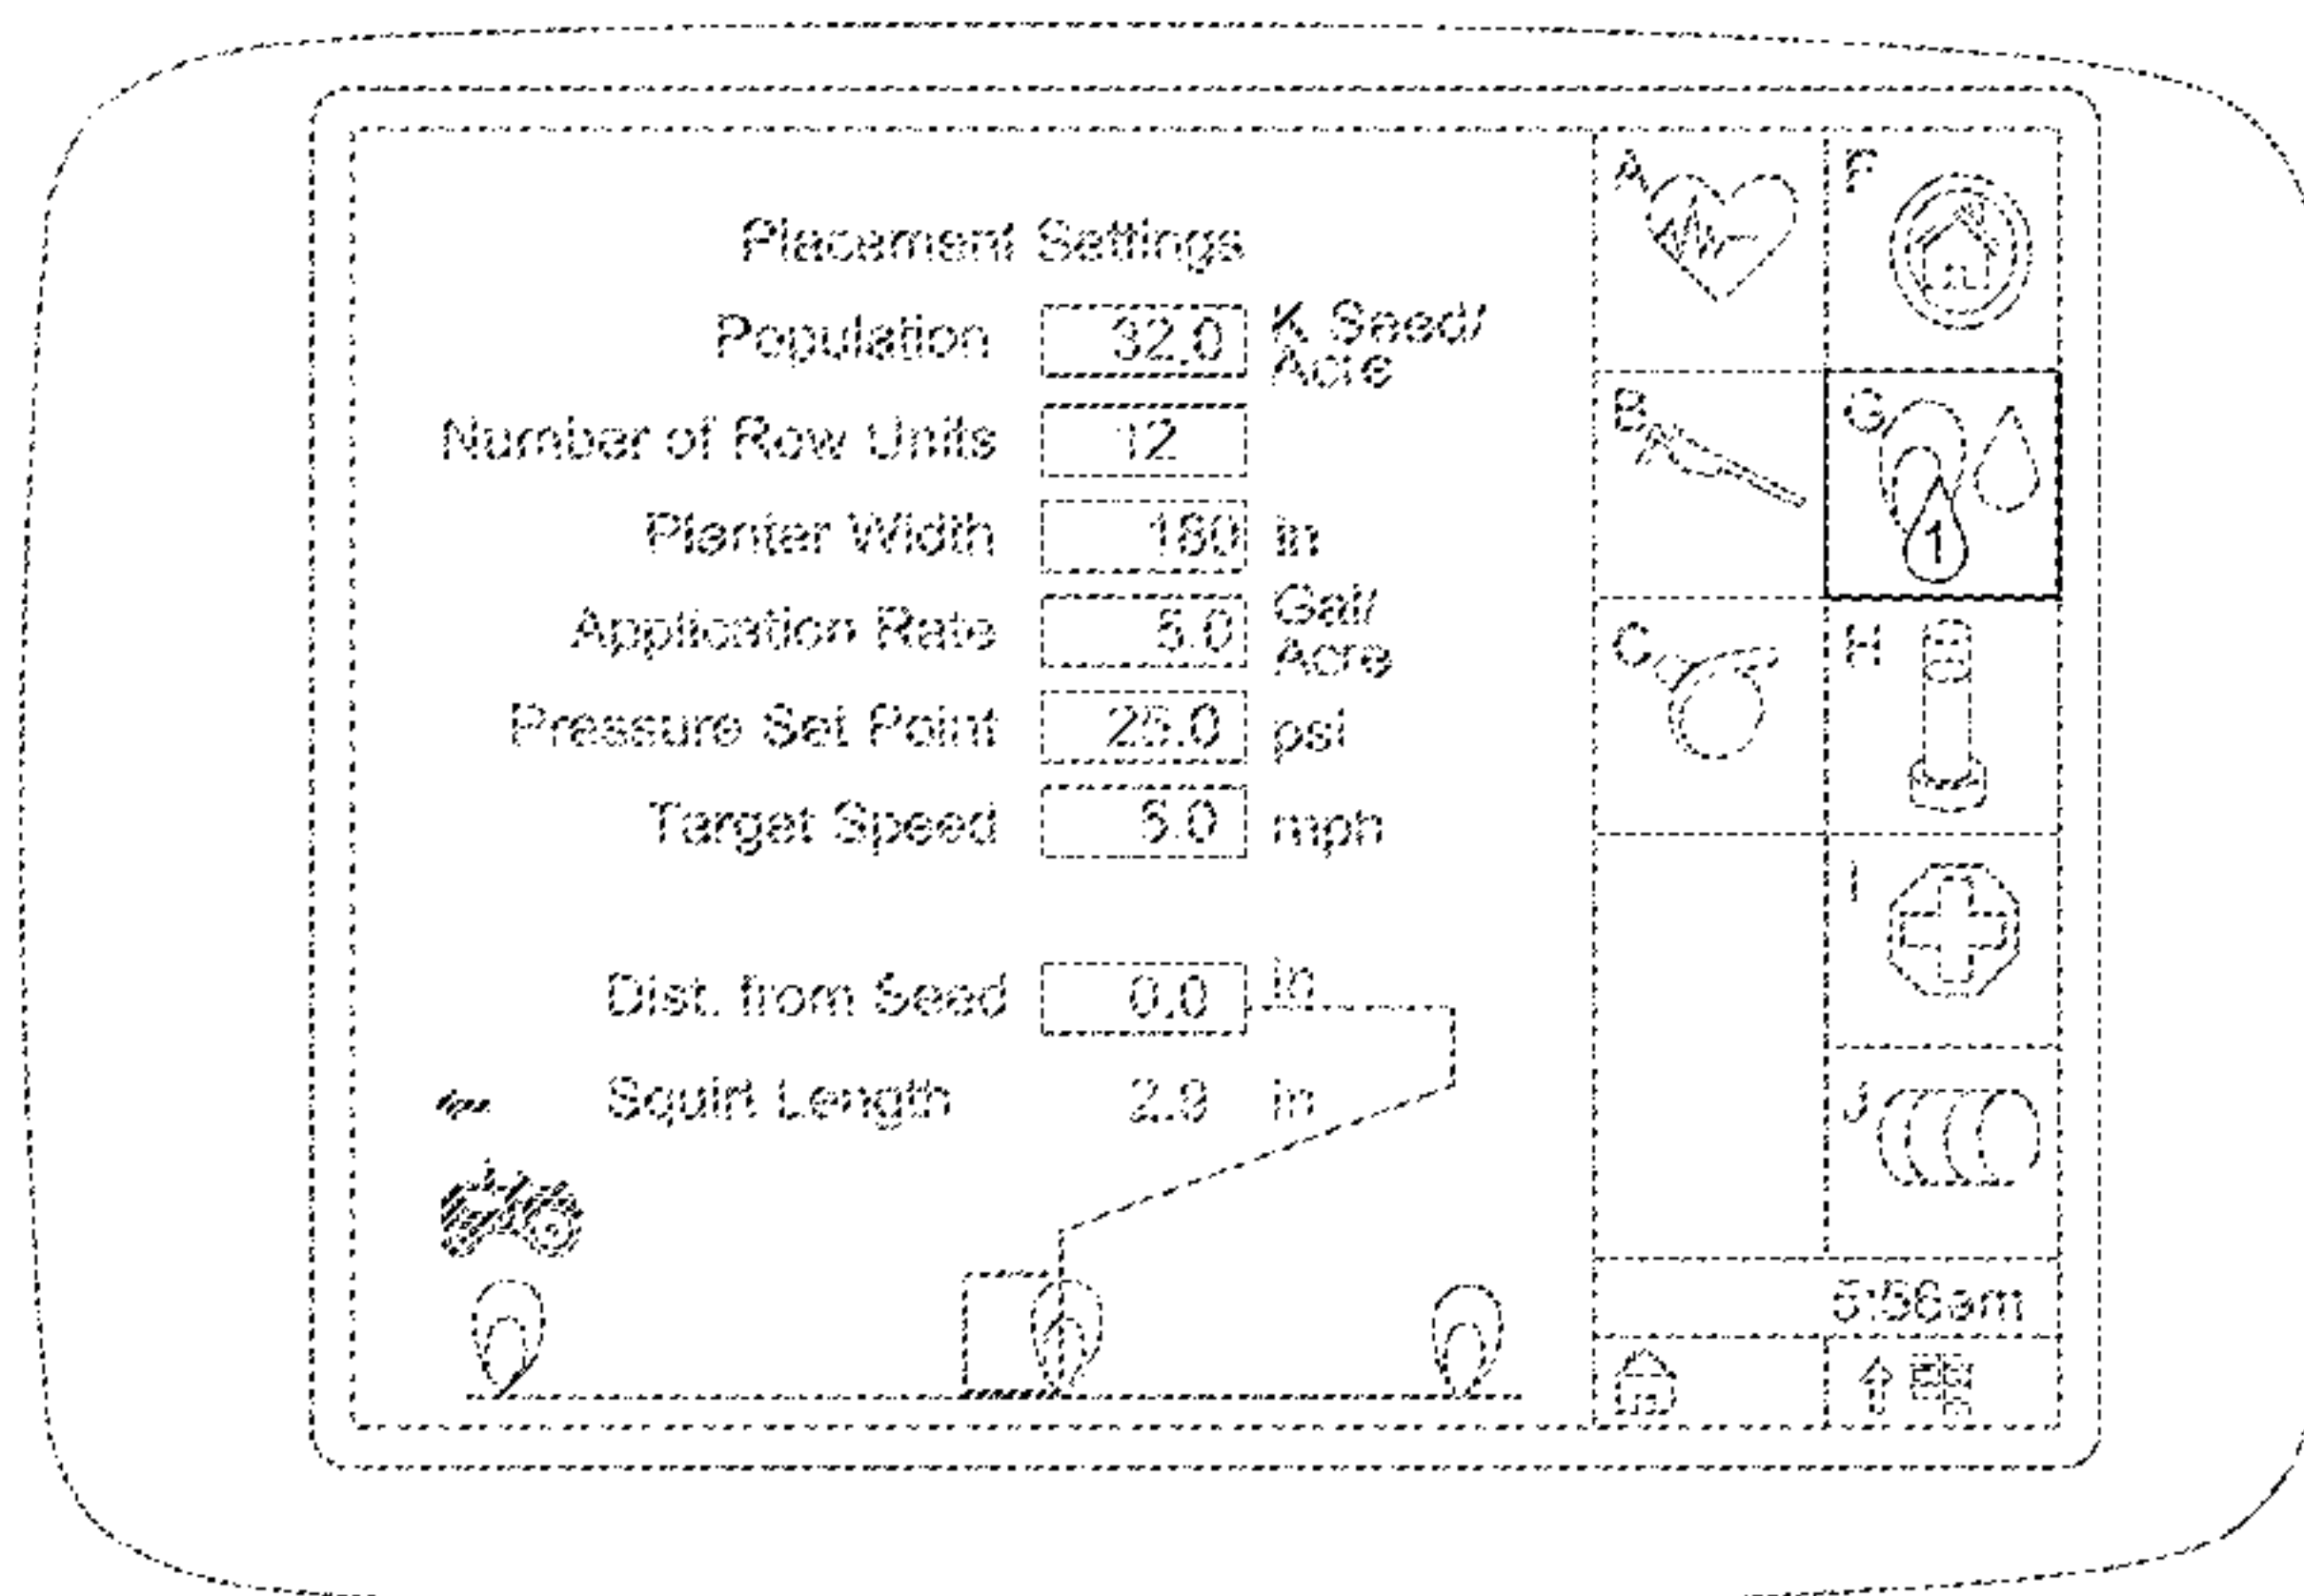 Placement Settings
Population 32.0 K Seed/
Acre
Number of Row Units 12
Planter Width 180 in
Application Rate 5.0 Gal/
Acre
Pressure Set Point 25.0 psi
Target Speed 5.0 mph
Dist. from Seed 0.0 in
Squirt Length 2.9 in
A
F
B
G
1
C
H
I
J
am